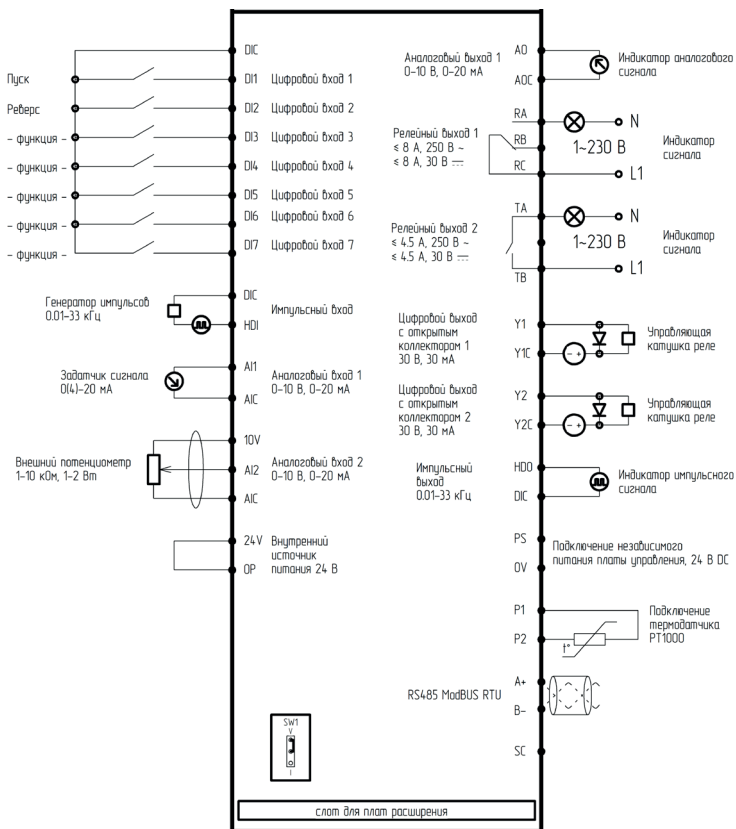 DIC
Пуск
DI1 Цифровой вход 1
Реверс
DI2 Цифровой вход 2
- функция -
DI3 Цифровой вход 3
- функция -
DI4 Цифровой вход 4
- функция -
DI5 Цифровой вход 5
- функция -
DI6 Цифровой вход 6
- функция -
DI7 Цифровой вход 7
Генератор импульсов
0.01-33 кГц
DIC
HDI
Импульсный вход
Задатчик сигнала
0(4)-20 мА
AI1
AIC
Аналоговый вход 1
0-10 В, 0-20 мА
Внешний потенциометр
1-10 кОм, 1-2 Вт
10V
AI2
AIC
Аналоговый вход 2
0-10 В, 0-20 мА
24V
OP
Внутренний
источник
питания 24 В
SW1
V
I
Аналоговый выход 1
0-10 В, 0-20 мА
AO
AOC
Индикатор аналогового
сигнала
Релейный выход 1
≤ 8 А, 250 В ~
≤ 8 А, 30 В ⎓
RA
RB
RC
N
1~230 В
L1
Индикатор
сигнала
Релейный выход 2
≤ 4.5 А, 250 В ~
≤ 4.5 А, 30 В ⎓
TA
TB
N
1~230 В
L1
Индикатор
сигнала
Цифровой выход
с открытым
коллектором 1
30 В, 30 мА
Y1
Y1C
- +
Управляющая
катушка реле
Цифровой выход
с открытым
коллектором 2
30 В, 30 мА
Y2
Y2C
- +
Управляющая
катушка реле
Импульсный
выход
0.01-33 кГц
HDO
DIC
Индикатор импульсного
сигнала
PS
0V
Подключение независимого
питания платы управления, 24 В DC
P1
P2
t°
Подключение
термодатчика
PT1000
RS485 ModBUS RTU
A+
B-
SC
слот для плат расширения